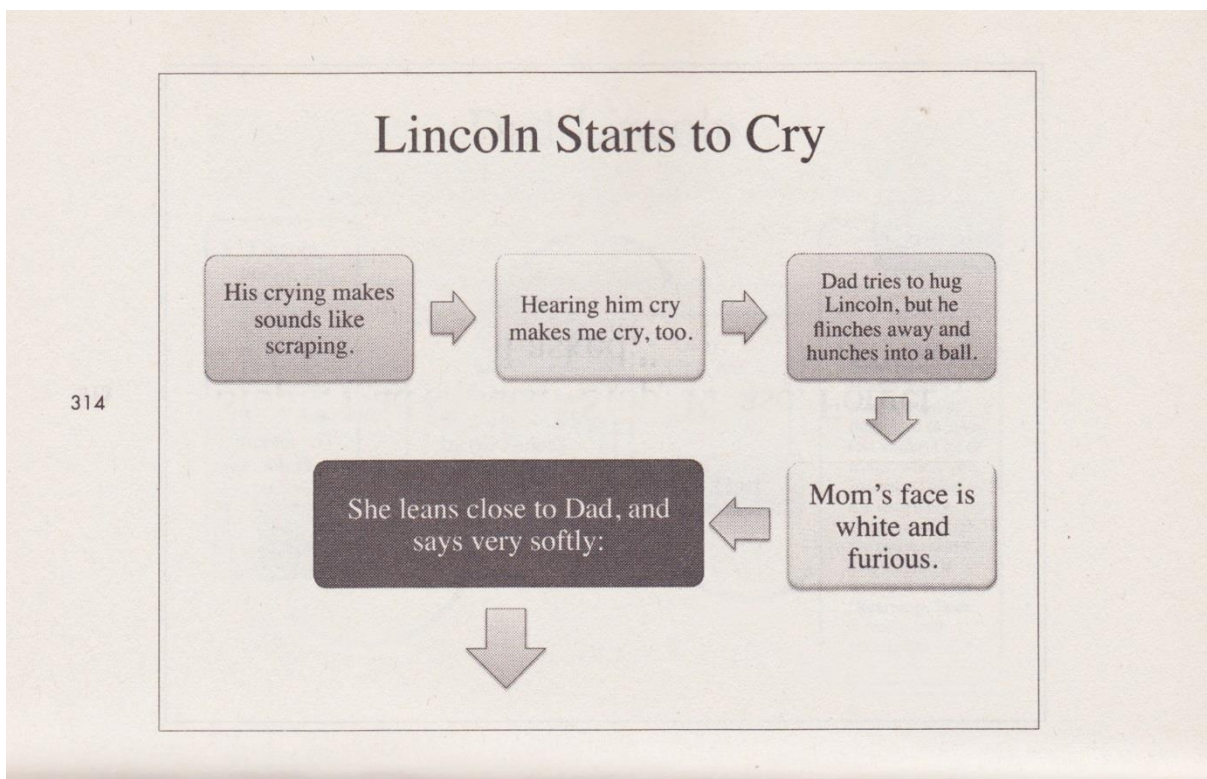 Lincoln Starts to Cry
His crying makes
sounds like
scraping.
Hearing him cry
makes me cry, too.
Dad tries to hug
Lincoln, but he
flinches away and
hunches into a ball.
314
Mom's face is
white and
furious.
She leans close to Dad, and
says very softly: